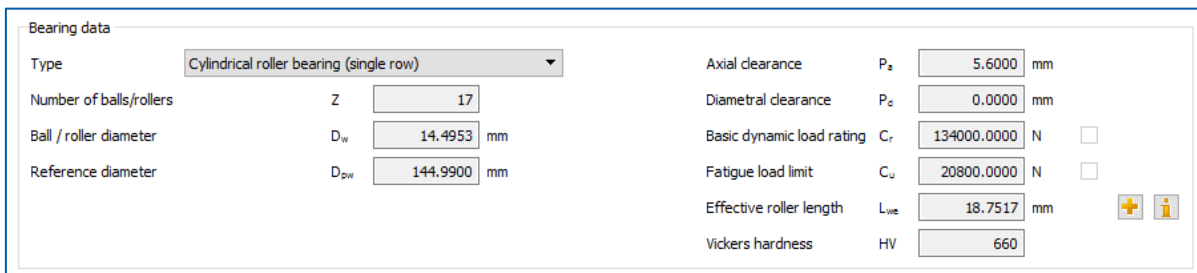 Bearing data
Type Cylindrical roller bearing (single row)
Number of balls/rollers Z 17
Ball / roller diameter Dw 14.4953 mm
Reference diameter Dpw 144.9900 mm
Axial clearance Pa 5.6000 mm
Diametral clearance Pd 0.0000 mm
Basic dynamic load rating Cr 134000.0000 N
Fatigue load limit Cu 20800.0000 N
Effective roller length Lwe 18.7517 mm
Vickers hardness HV 660